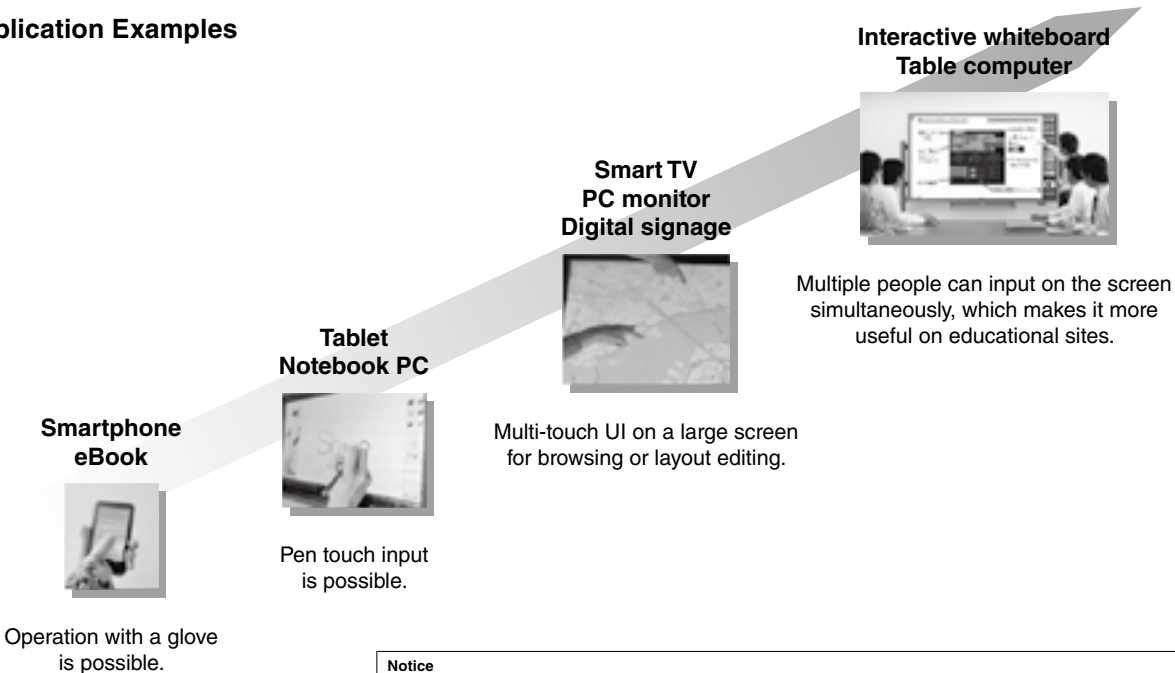 plication Examples
Smartphone
eBook
Operation with a glove
is possible.
Tablet
Notebook PC
Pen touch input
is possible.
Smart TV
PC monitor
Digital signage
Multi-touch UI on a large screen
for browsing or layout editing.
Interactive whiteboard
Table computer
Multiple people can input on the screen
simultaneously, which makes it more
useful on educational sites.
Notice